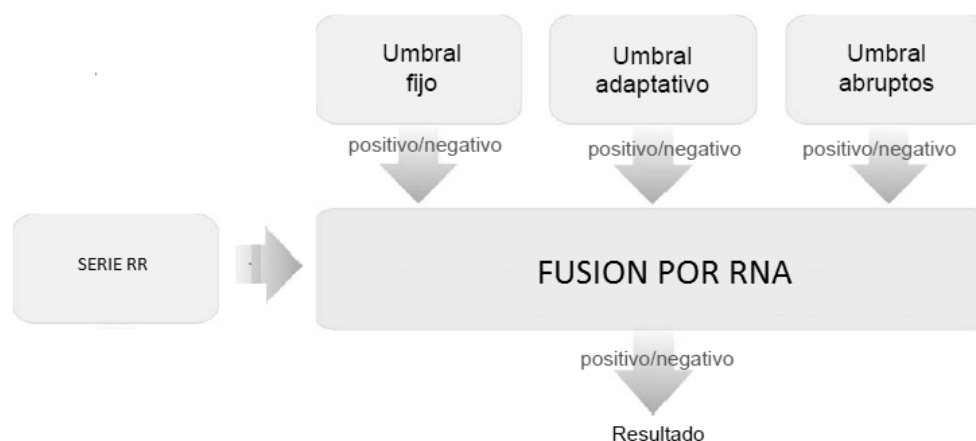 Umbral
fijo
Umbral
adaptativo
Umbral
abruptos
positivo/negativo
positivo/negativo
positivo/negativo
SERIE RR
FUSION POR RNA
positivo/negativo
Resultado